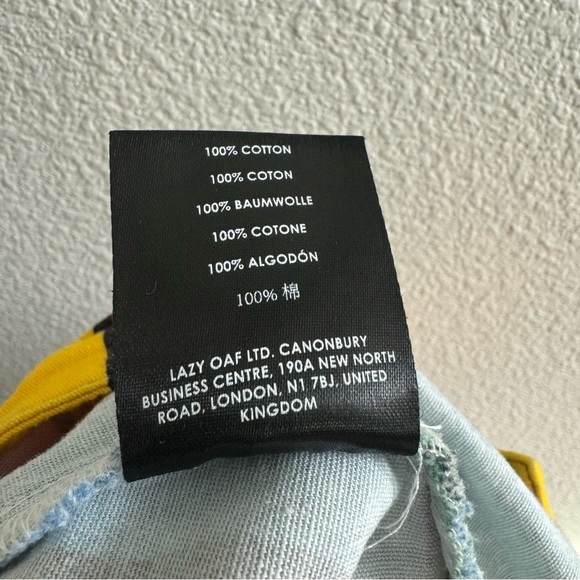 100% COTTON
100% COTON
100% BAUMWOLLE
100% COTONE
100% ALGODÓN
100% 棉
LAZY OAF LTD. CANONBURY
BUSINESS CENTRE, 190A NEW NORTH
ROAD, LONDON, N1 7BJ, UNITED
KINGDOM